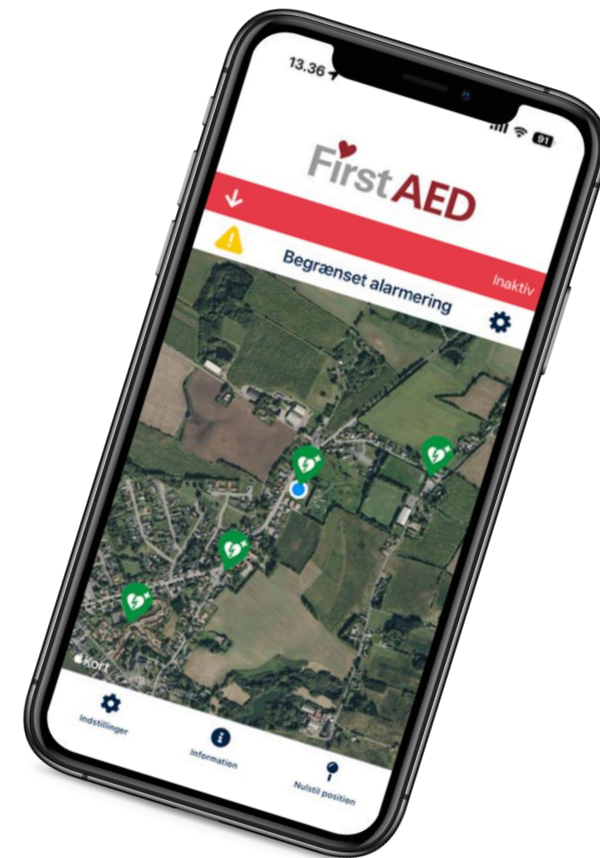 13.36
91
FirstAED
Inaktiv
Begrænset alarmering
Kort
Indstillinger
Information
Nulstil position